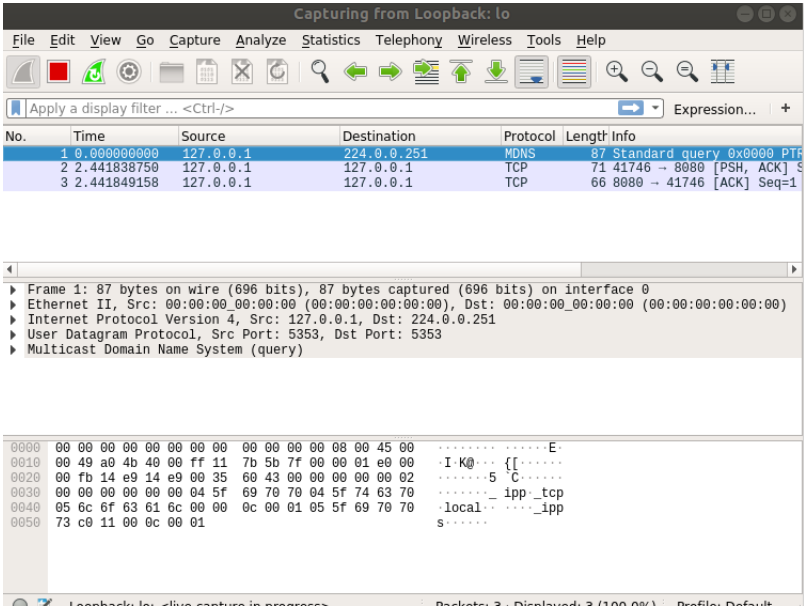 Capturing from Loopback: lo
File Edit View Go Capture Analyze Statistics Telephony Wireless Tools Help
Apply a display filter ... <Ctrl-/> Expression... +
No. Time Source Destination Protocol Length Info
1 0.000000000 127.0.0.1 224.0.0.251 MDNS 87 Standard query 0x0000 PTR
2 2.441838750 127.0.0.1 127.0.0.1 TCP 71 41746 → 8080 [PSH, ACK] S
3 2.441849158 127.0.0.1 127.0.0.1 TCP 66 8080 → 41746 [ACK] Seq=1
Frame 1: 87 bytes on wire (696 bits), 87 bytes captured (696 bits) on interface 0
Ethernet II, Src: 00:00:00_00:00:00 (00:00:00:00:00:00), Dst: 00:00:00_00:00:00 (00:00:00:00:00:00)
Internet Protocol Version 4, Src: 127.0.0.1, Dst: 224.0.0.251
User Datagram Protocol, Src Port: 5353, Dst Port: 5353
Multicast Domain Name System (query)
0000 00 00 00 00 00 00 00 00 00 00 00 00 08 00 45 00 ········ ······E·
0010 00 49 a0 4b 40 00 ff 11 7b 5b 7f 00 00 01 e0 00 ·I·K@··· {[······
0020 00 fb 14 e9 14 e9 00 35 60 43 00 00 00 00 00 02 ·······5 `C······
0030 00 00 00 00 00 00 04 5f 69 70 70 04 5f 74 63 70 ·······_ ipp·_tcp
0040 05 6c 6f 63 61 6c 00 00 0c 00 01 05 5f 69 70 70 ·local·· ····_ipp
0050 73 c0 11 00 0c 00 01 s······
Loopback: lo: <live capture in progress> Packets: 3 · Displayed: 3 (100.0%) Profile: Default